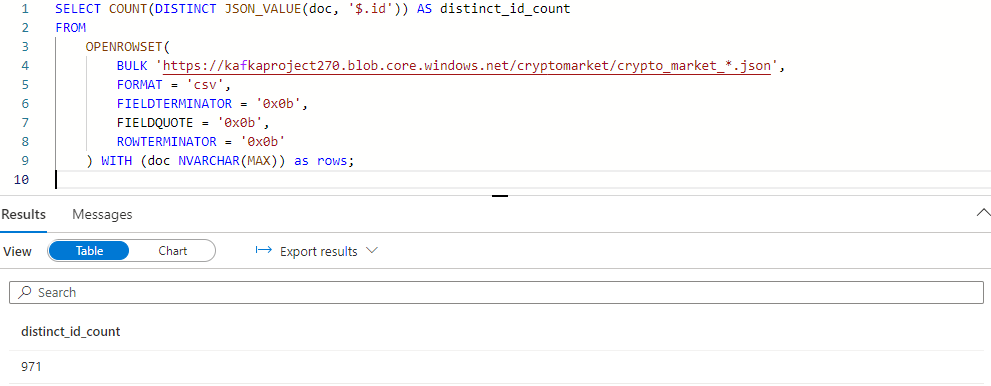 1 SELECT COUNT(DISTINCT JSON_VALUE(doc, '$.id')) AS distinct_id_count
2 FROM
3 OPENROWSET(
4 BULK 'https://kafkaproject270.blob.core.windows.net/cryptomarket/crypto_market_*.json',
5 FORMAT = 'csv',
6 FIELDTERMINATOR = '0x0b',
7 FIELDQUOTE = '0x0b',
8 ROWTERMINATOR = '0x0b'
9 ) WITH (doc NVARCHAR(MAX)) as rows;
10
Results Messages
View Table Chart Export results
Search
distinct_id_count
971